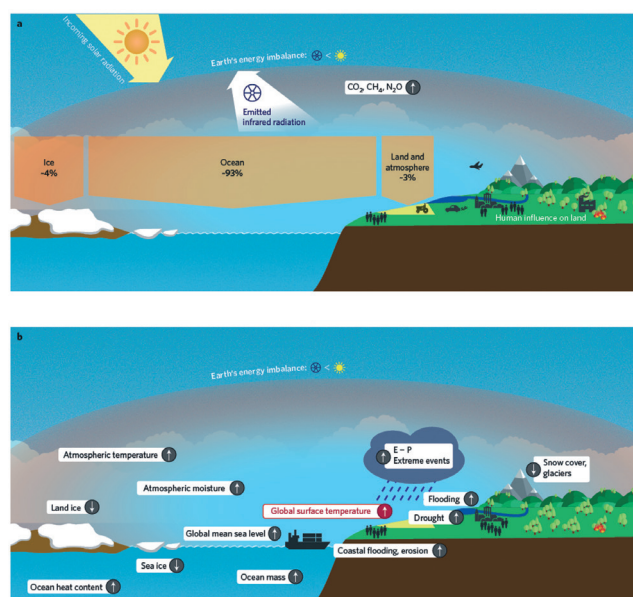 a
Incoming solar radiation
Earth's energy imbalance: <
CO₂, CH₄, N₂O ↑
Emitted
infrared radiation
Ice
~4%
Ocean
~93%
Land and
atmosphere
~3%
Human influence on land
b
Earth's energy imbalance: <
Atmospheric temperature ↑
↑ E – P
Extreme events
↓ Snow cover,
glaciers
Atmospheric moisture ↑
Flooding ↑
Land ice ↓
Global surface temperature ↑
Drought ↑
Global mean sea level ↑
Coastal flooding, erosion ↑
Sea ice ↓
Ocean mass ↑
Ocean heat content ↑